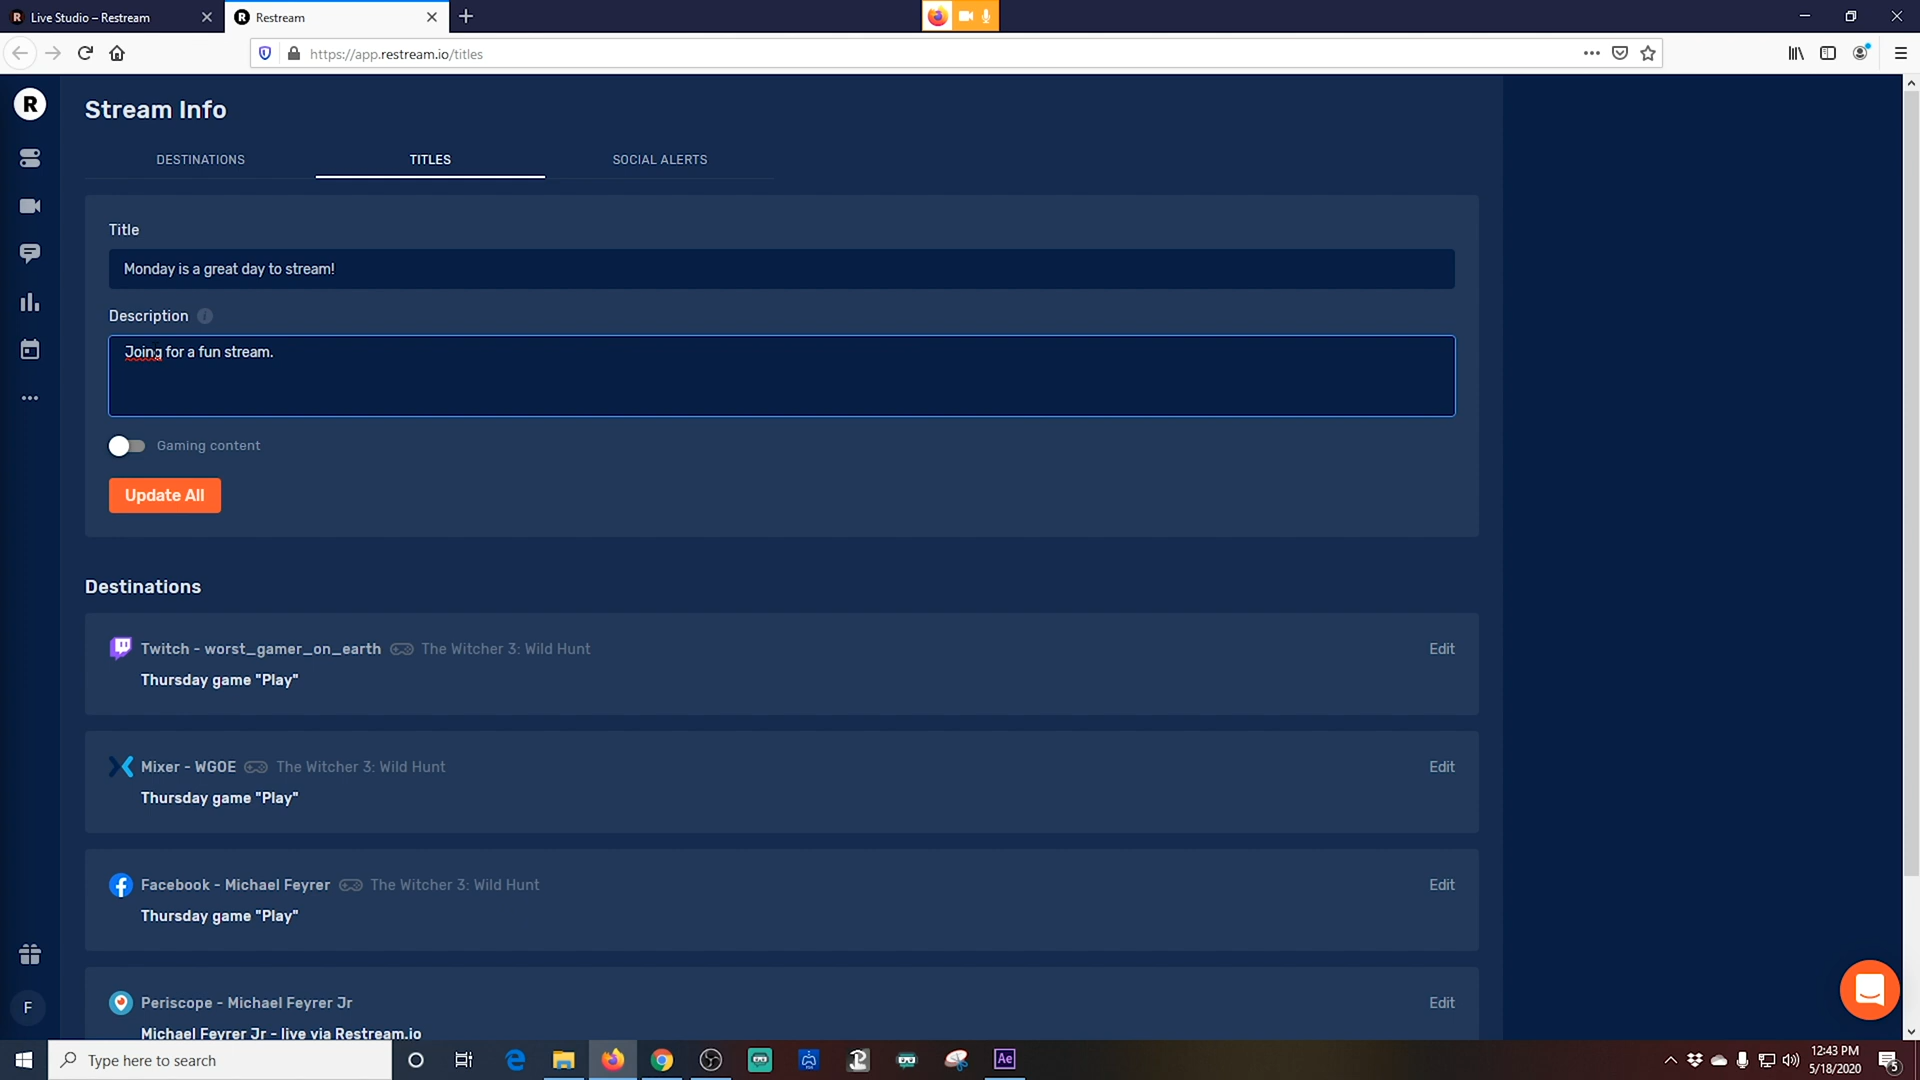 Live Studio – Restream
Restream
https://app.restream.io/titles
R
Stream Info
DESTINATIONS
TITLES
SOCIAL ALERTS
Title
Monday is a great day to stream!
Description
Joing for a fun stream.
Gaming content
Update All
Destinations
Twitch - worst_gamer_on_earth The Witcher 3: Wild Hunt
Edit
Thursday game "Play"
Mixer - WGOE The Witcher 3: Wild Hunt
Edit
Thursday game "Play"
Facebook - Michael Feyrer The Witcher 3: Wild Hunt
Edit
Thursday game "Play"
Periscope - Michael Feyrer Jr
Edit
Michael Feyrer Jr - live via Restream.io
F
Type here to search
Ae
12:43 PM
5/18/2020
5